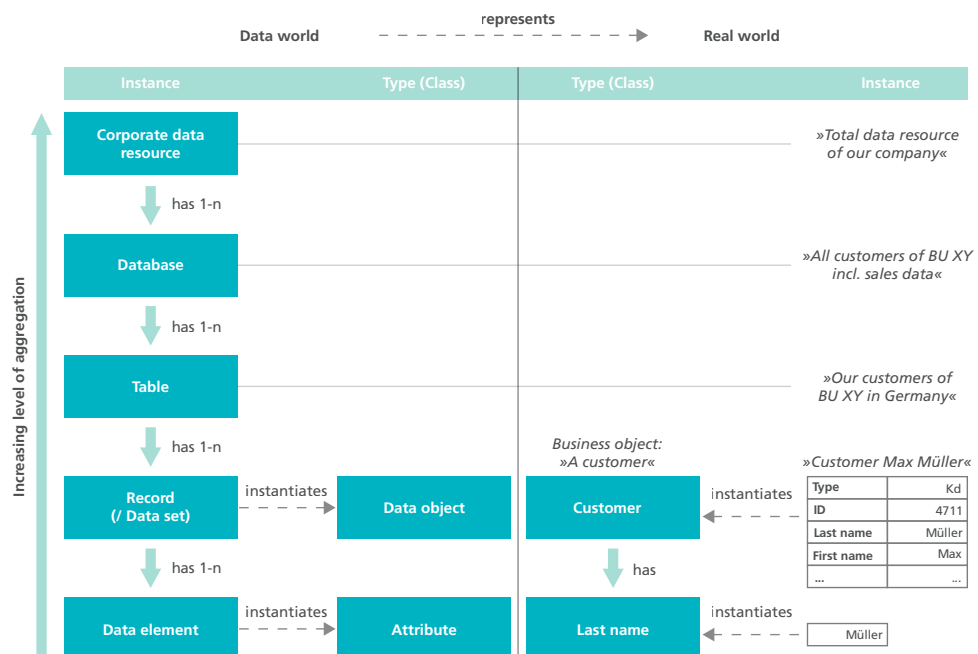 represents
Data world
Real world
Instance
Type (Class)
Type (Class)
Instance
Increasing level of aggregation
Corporate data
resource
»Total data resource
of our company«
has 1-n
Database
»All customers of BU XY
incl. sales data«
has 1-n
Table
»Our customers of
BU XY in Germany«
has 1-n
Business object:
»A customer«
»Customer Max Müller«
Record
(/ Data set)
instantiates
Data object
Customer
instantiates
Type Kd
ID 4711
Last name Müller
First name Max
... ...
has 1-n
has
Data element
instantiates
Attribute
Last name
instantiates
Müller